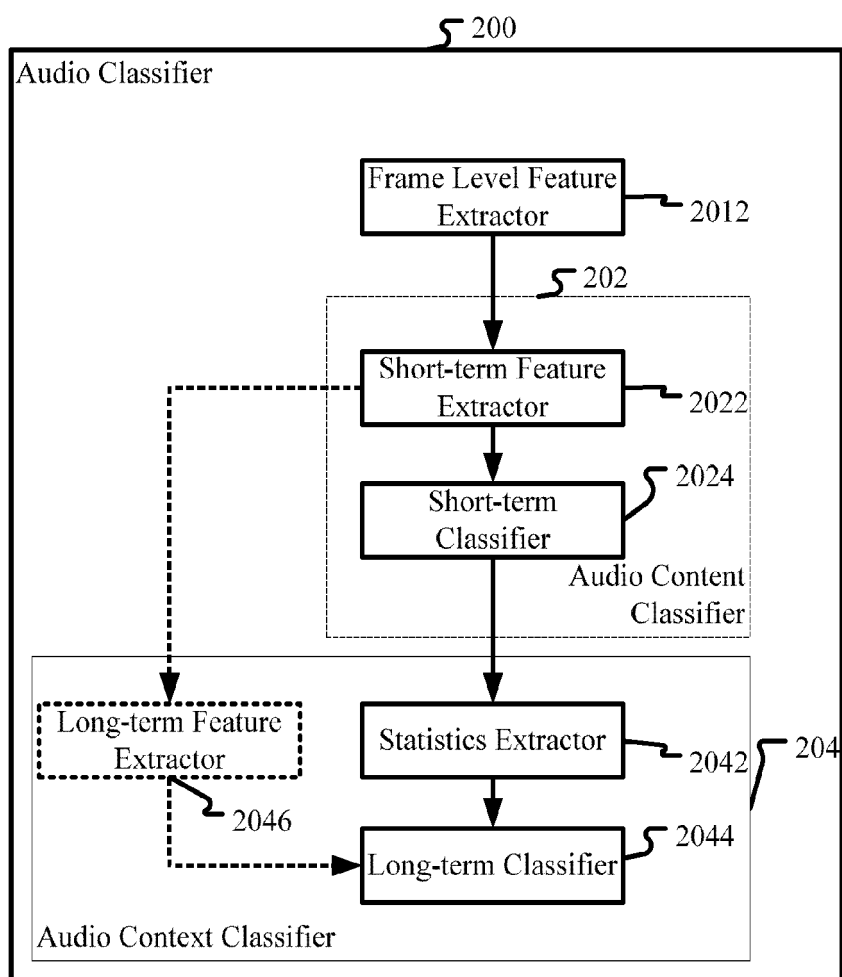 200
Audio Classifier
Frame Level Feature
Extractor
2012
202
Short-term Feature
Extractor
2022
2024
Short-term
Classifier
Audio Content
Classifier
Long-term Feature
Extractor
2046
Statistics Extractor
2042
204
Long-term Classifier
2044
Audio Context Classifier